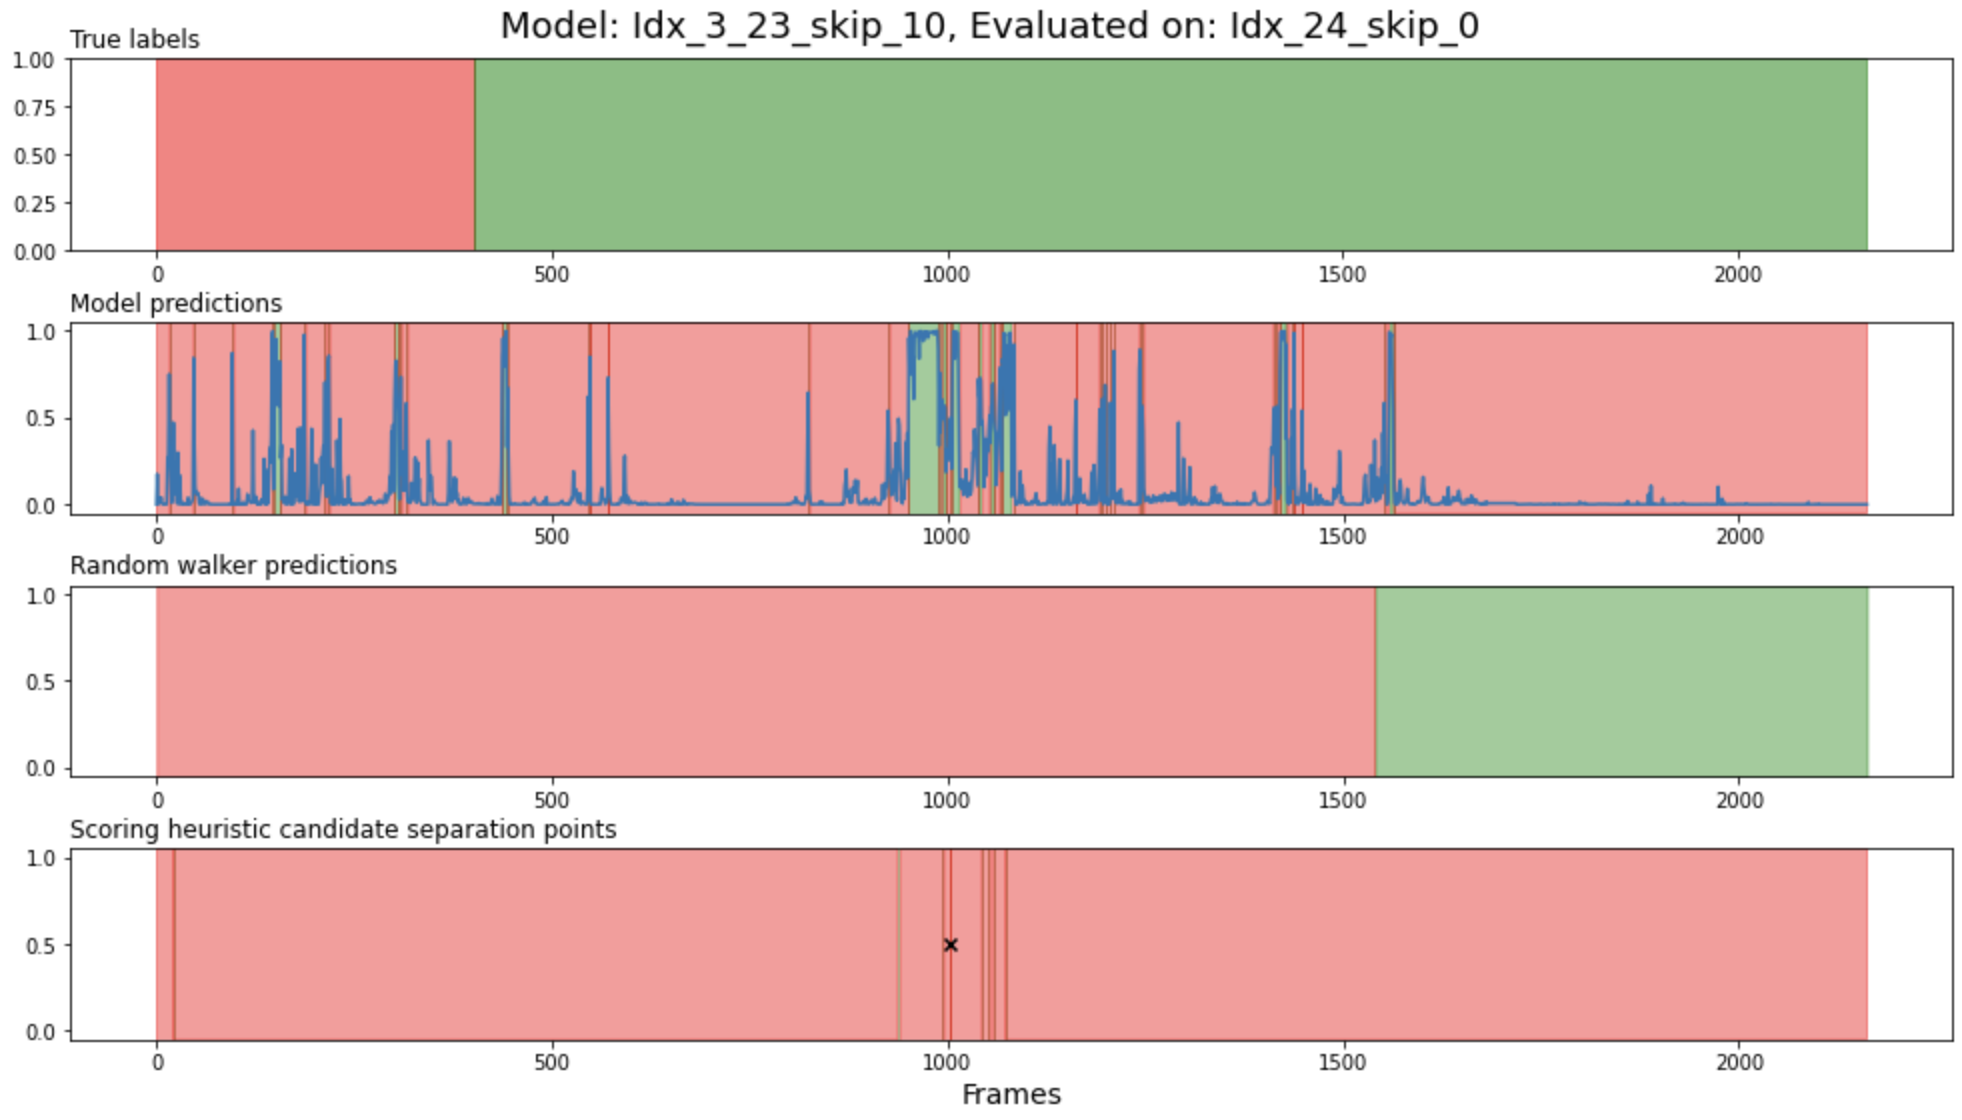 Model: Idx_3_23_skip_10, Evaluated on: Idx_24_skip_0
True labels
1.00
0.75
0.50
0.25
0.00
0 500 1000 1500 2000
Model predictions
1.0
0.5
0.0
0 500 1000 1500 2000
Random walker predictions
1.0
0.5
0.0
0 500 1000 1500 2000
Scoring heuristic candidate separation points
1.0
0.5
0.0
0 500 1000 1500 2000
Frames